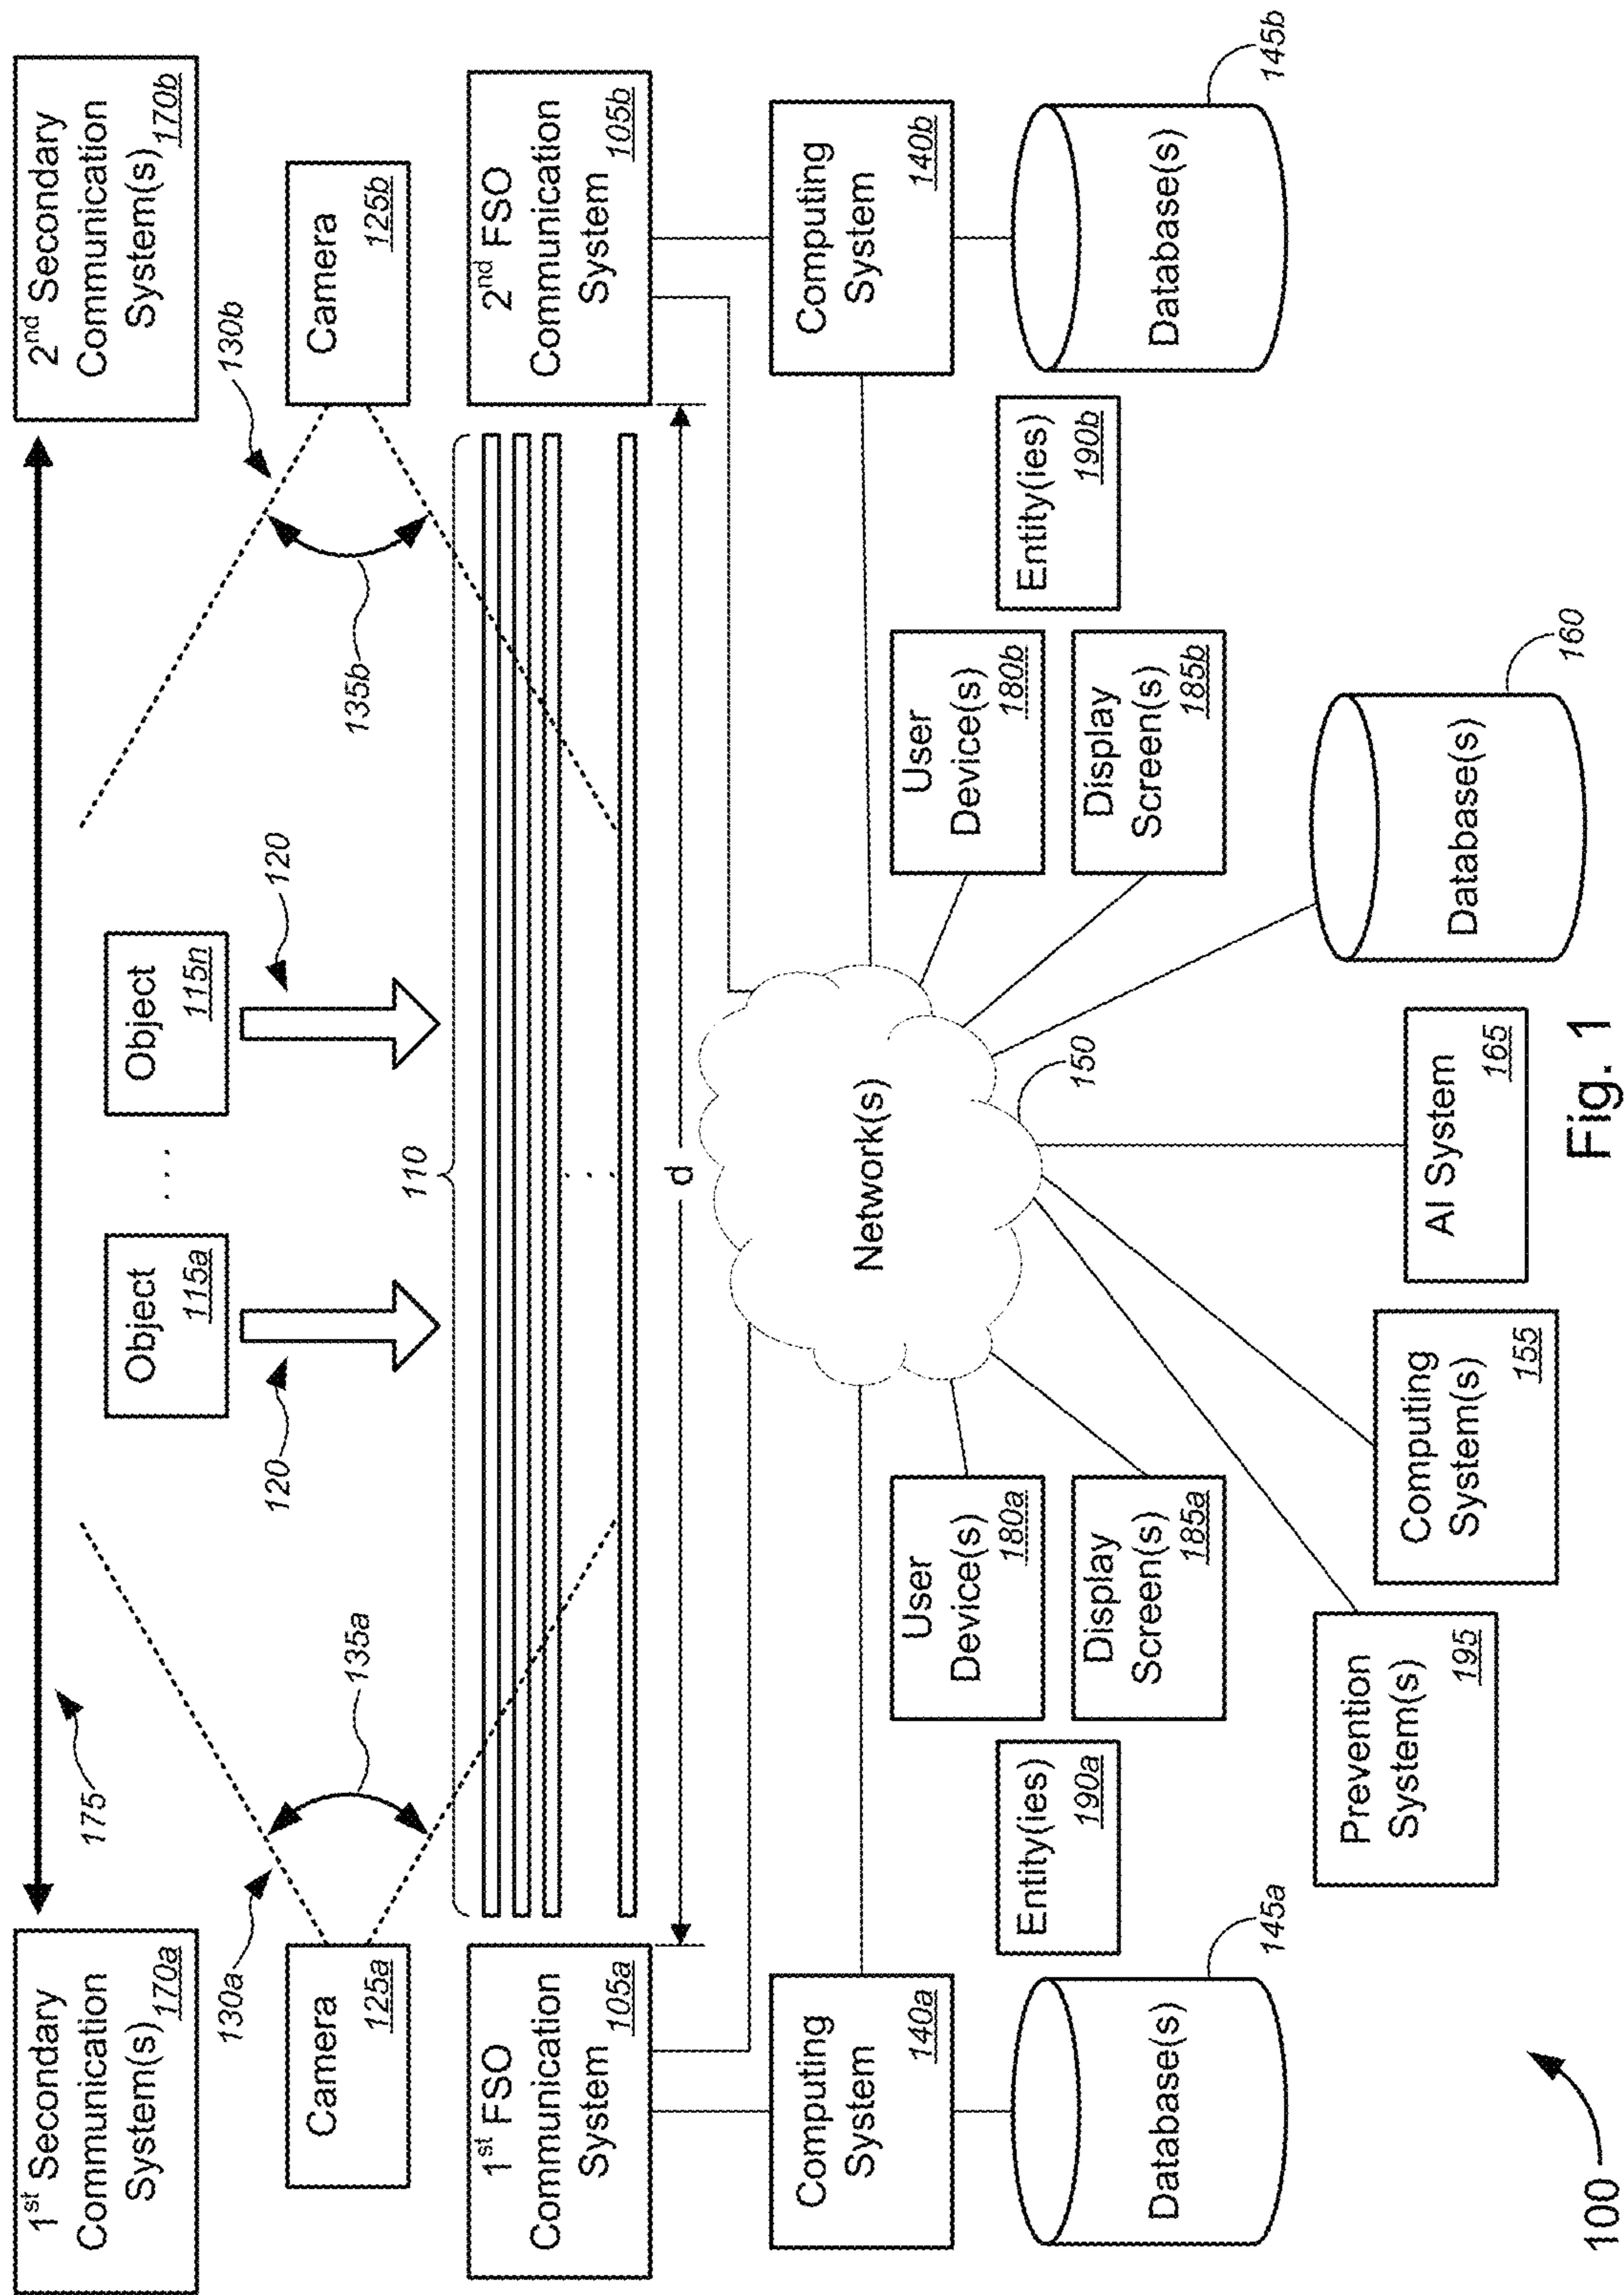 1st Secondary
Communication
System(s) 170a
175
2nd Secondary
Communication
System(s) 170b
Object
115a
. . .
Object
115n
120
120
130a
130b
Camera
125a
135a
135b
Camera
125b
110
1st FSO
Communication
System 105a
. . .
2nd FSO
Communication
System 105b
d
Computing
System
140a
Network(s)
150
Computing
System
140b
User
Device(s)
180a
User
Device(s)
180b
Entity(ies)
190a
Display
Screen(s)
185a
Display
Screen(s)
185b
Entity(ies)
190b
Database(s)
145a
Database(s)
145b
Prevention
System(s)
195
Computing
System(s)
155
AI System
165
Database(s)
160
100
Fig. 1